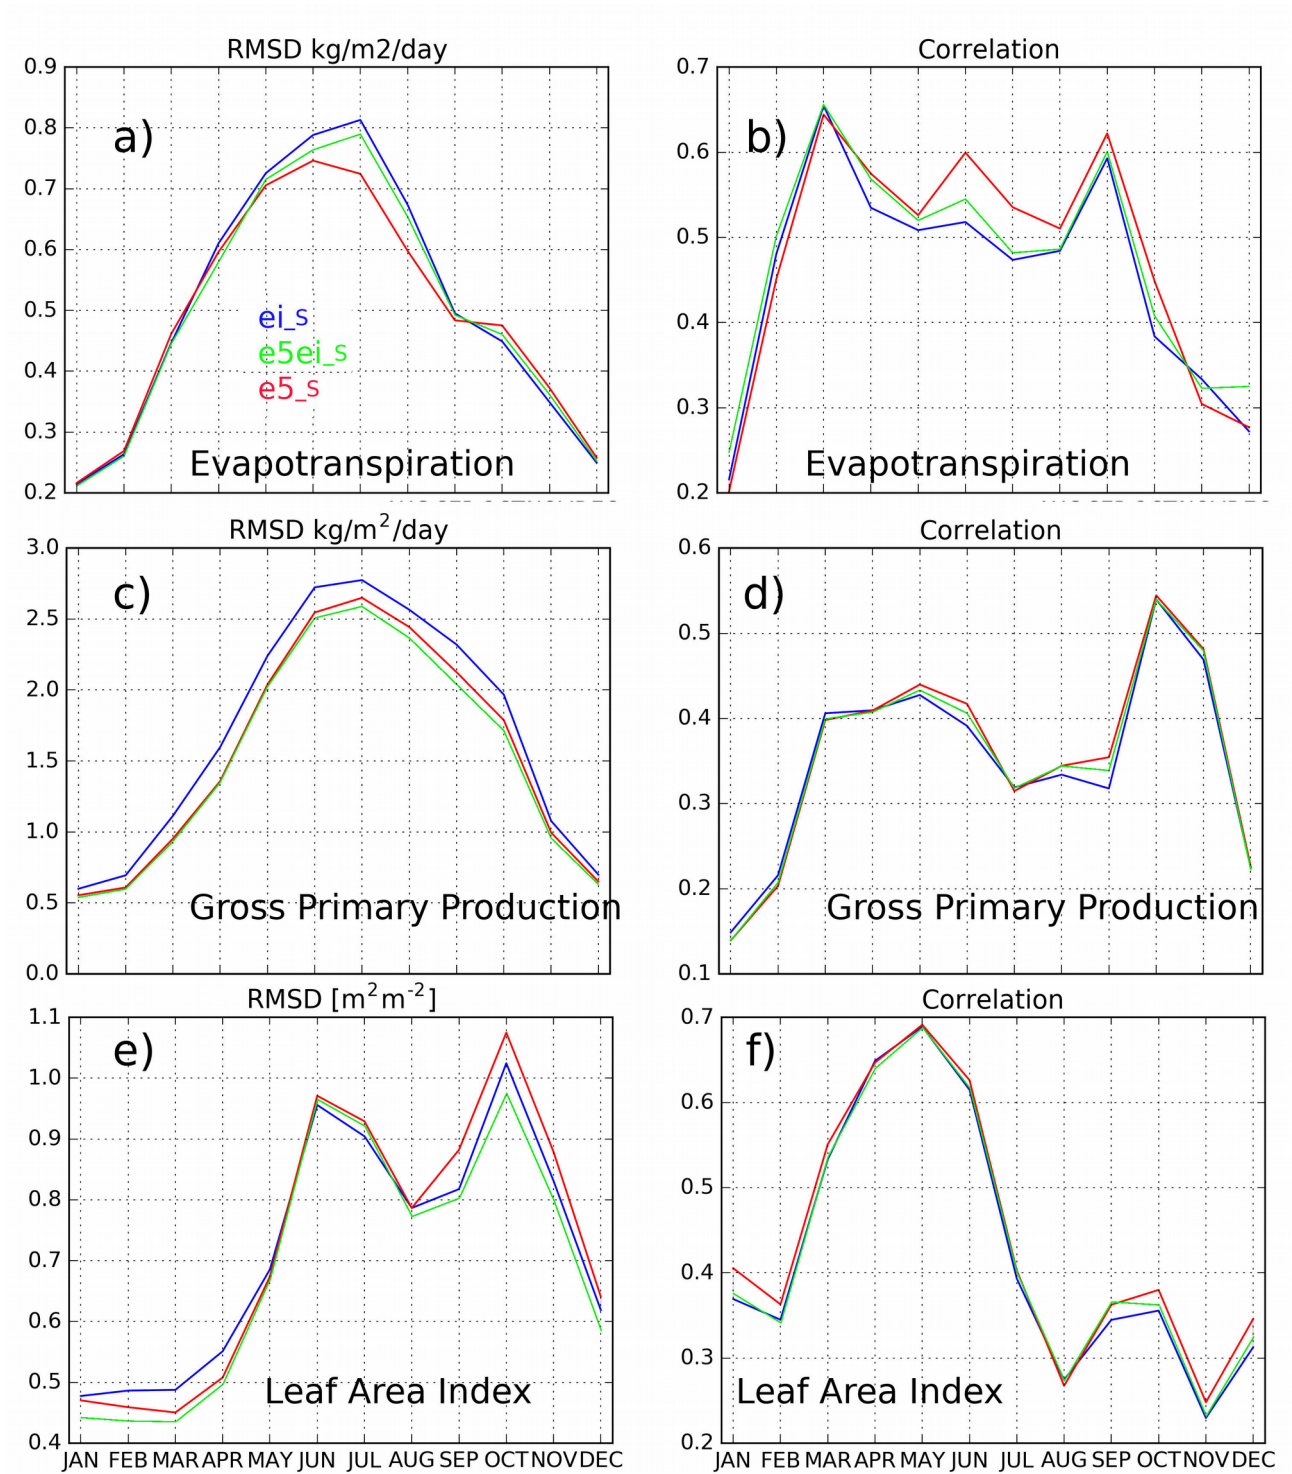 RMSD kg/m2/day
Correlation
0.9
0.8
0.7
0.6
0.5
0.4
0.3
0.2
a)
ei_s
e5ei_s
e5_s
Evapotranspiration
0.7
0.6
0.5
0.4
0.3
0.2
b)
Evapotranspiration
RMSD kg/m²/day
Correlation
3.0
2.5
2.0
1.5
1.0
0.5
0.0
c)
Gross Primary Production
0.6
0.5
0.4
0.3
0.2
0.1
d)
Gross Primary Production
RMSD [m²m⁻²]
Correlation
1.1
1.0
0.9
0.8
0.7
0.6
0.5
0.4
e)
Leaf Area Index
JAN FEB MAR APR MAY JUN JUL AUG SEP OCT NOV DEC
0.7
0.6
0.5
0.4
0.3
0.2
f)
Leaf Area Index
JAN FEB MAR APR MAY JUN JUL AUG SEP OCT NOV DEC